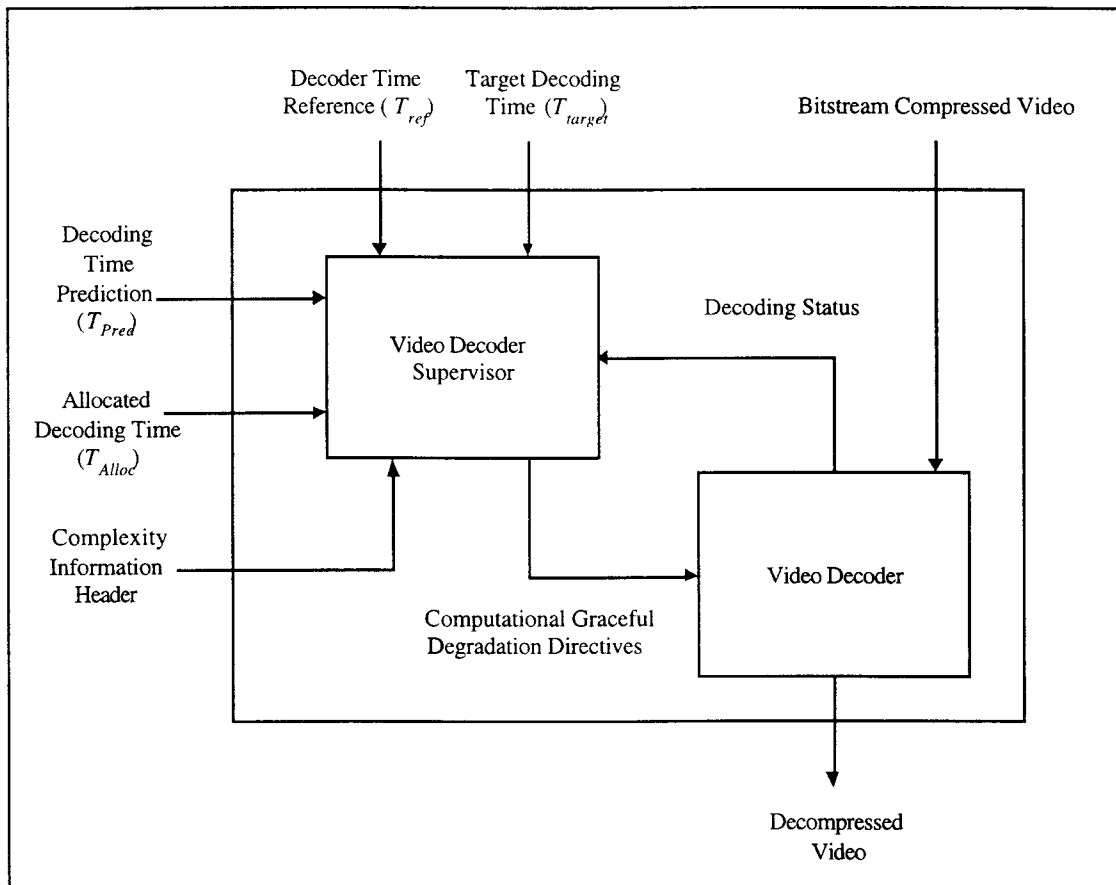 Decoder Time
Reference ( T_ref)
Target Decoding
Time (T_target)
Bitstream Compressed Video
Decoding
Time
Prediction
(T_Pred)
Decoding Status
Video Decoder
Supervisor
Allocated
Decoding Time
(T_Alloc)
Complexity
Information
Header
Video Decoder
Computational Graceful
Degradation Directives
Decompressed
Video